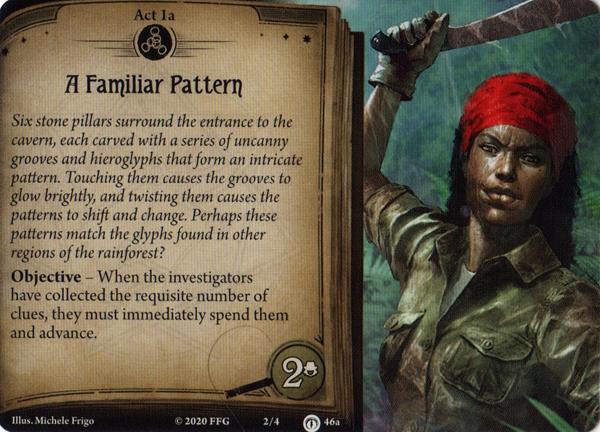 Act 1a
A Familiar Pattern
Six stone pillars surround the entrance to the
cavern, each carved with a series of uncanny
grooves and hieroglyphs that form an intricate
pattern. Touching them causes the grooves to
glow brightly, and twisting them causes the
patterns to shift and change. Perhaps these
patterns match the glyphs found in other
regions of the rainforest?
Objective – When the investigators
have collected the requisite number of
clues, they must immediately spend them
and advance.
2
Illus. Michele Frigo © 2020 FFG 2/4 46a